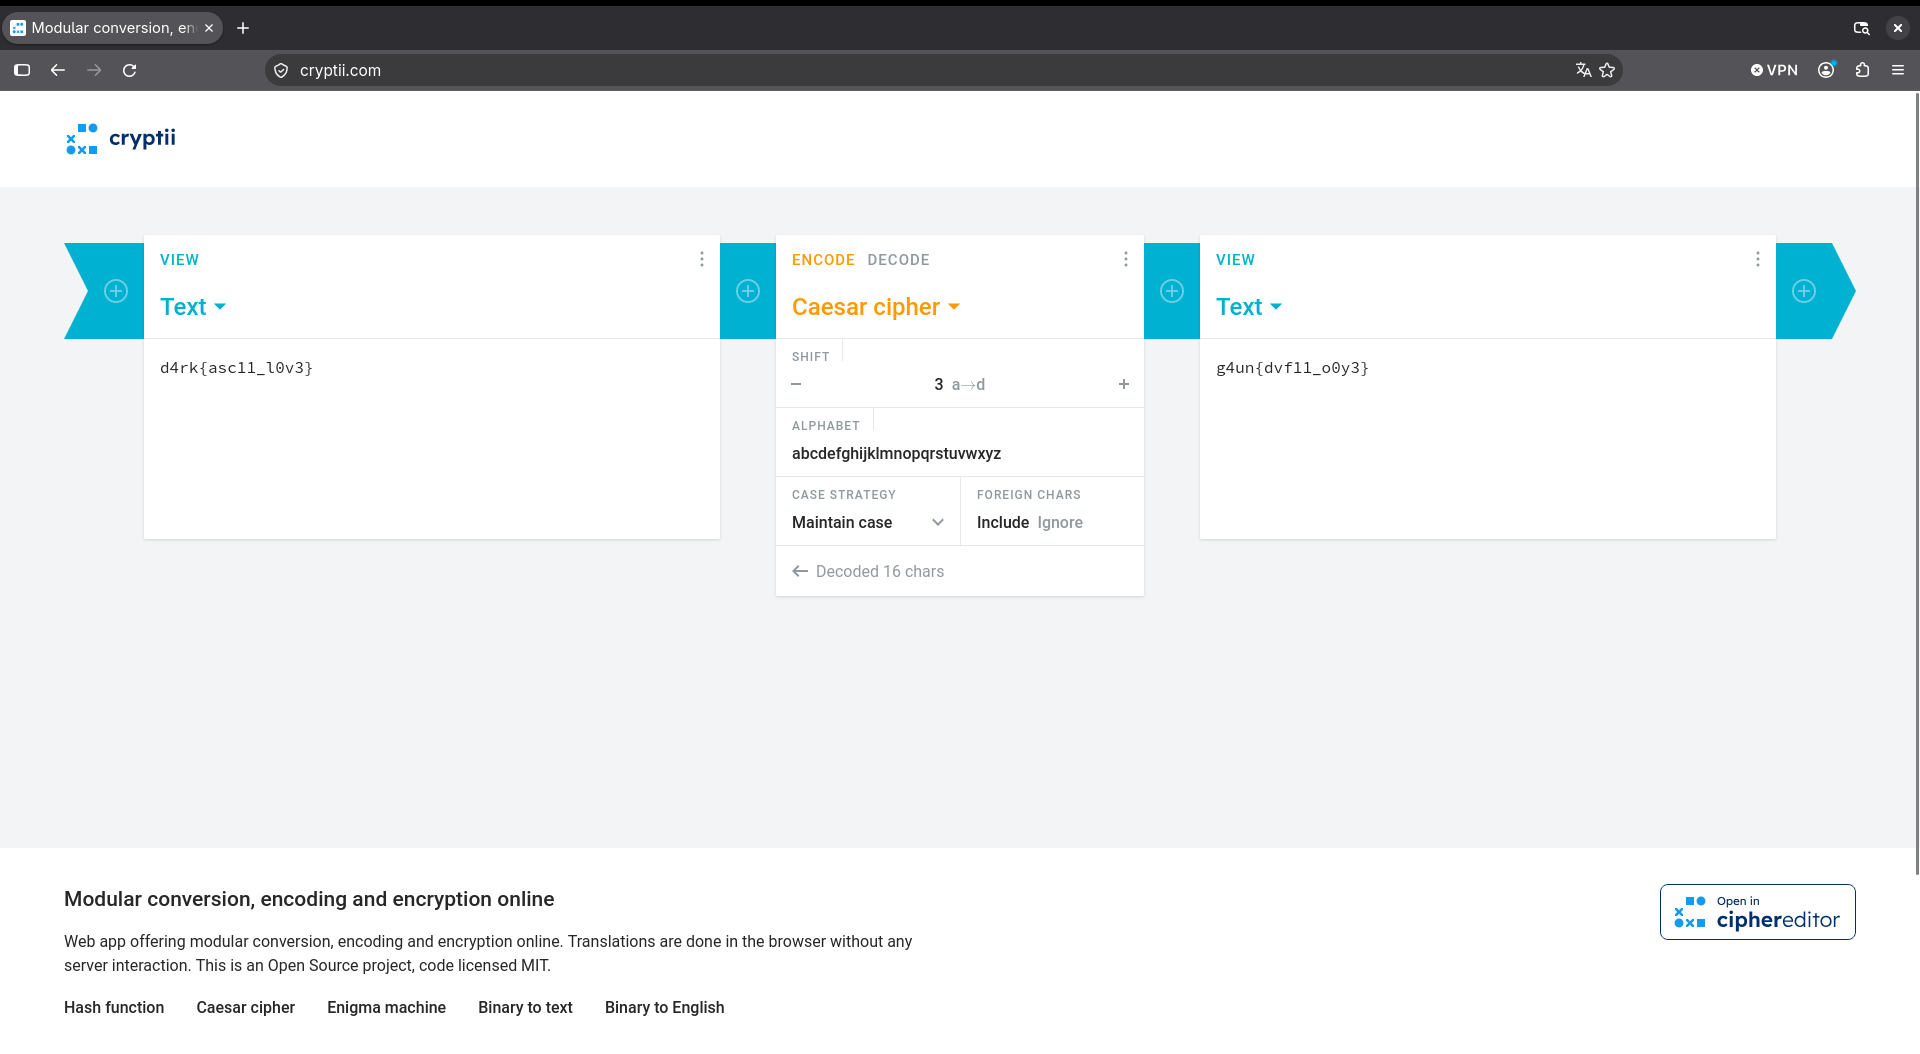 Modular conversion, en
cryptii.com
VPN
cryptii
VIEW
Text
d4rk{asc11_l0v3}
ENCODE DECODE
Caesar cipher
SHIFT
3 a→d
ALPHABET
abcdefghijklmnopqrstuvwxyz
CASE STRATEGY
Maintain case
FOREIGN CHARS
Include Ignore
← Decoded 16 chars
VIEW
Text
g4un{dvf11_o0y3}
Modular conversion, encoding and encryption online
Web app offering modular conversion, encoding and encryption online. Translations are done in the browser without any
server interaction. This is an Open Source project, code licensed MIT.
Hash function Caesar cipher Enigma machine Binary to text Binary to English
Open in
ciphereditor